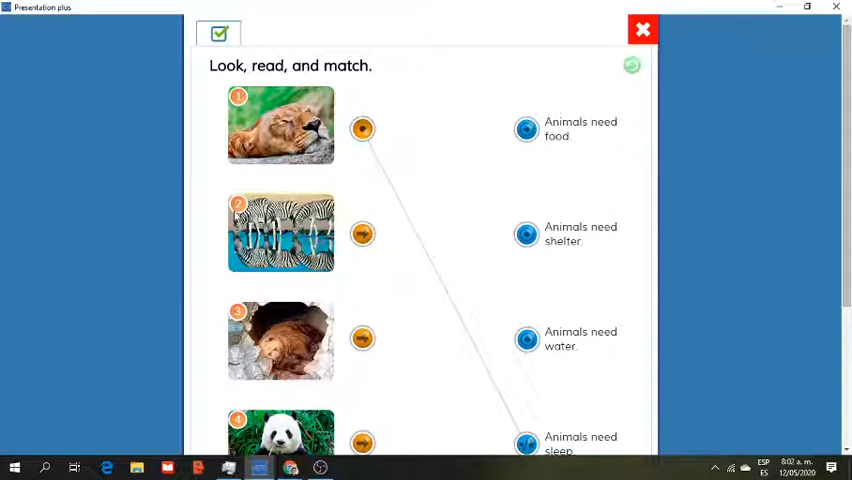 Presentation plus
Look, read, and match.
1
Animals need
food.
2
Animals need
shelter.
3
Animals need
water.
4
Animals need
sleep.
ESP
ES
8:02 a. m.
12/05/2020